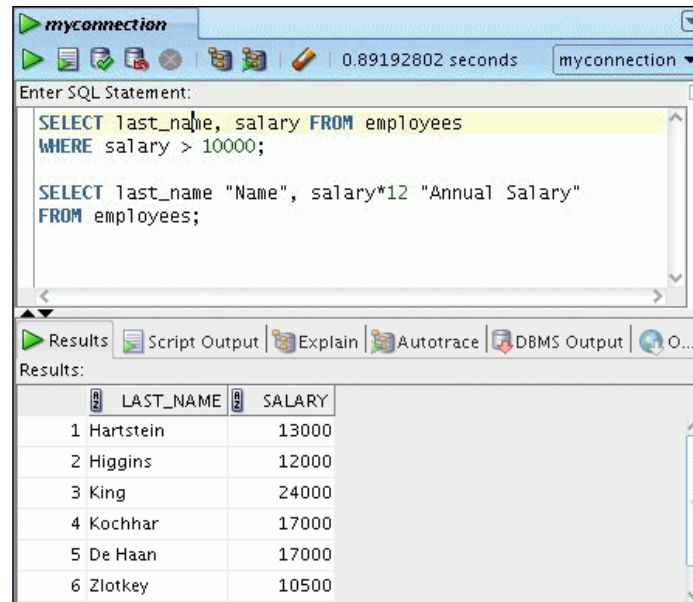 myconnection
0.89192802 seconds myconnection
Enter SQL Statement:
SELECT last_name, salary FROM employees
WHERE salary > 10000;
SELECT last_name "Name", salary*12 "Annual Salary"
FROM employees;
Results Script Output Explain Autotrace DBMS Output O...
Results:
LAST_NAME SALARY
1 Hartstein 13000
2 Higgins 12000
3 King 24000
4 Kochhar 17000
5 De Haan 17000
6 Zlotkey 10500